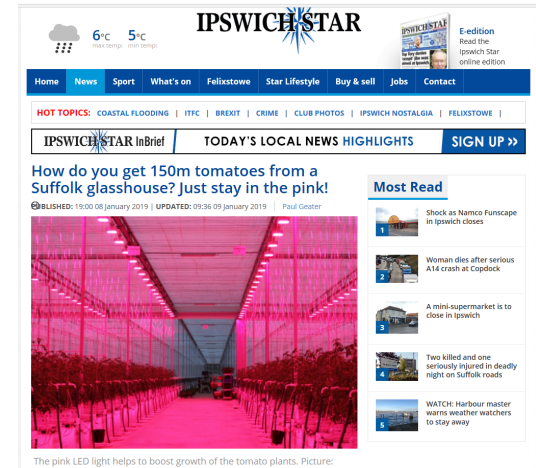 6°C
max temp
5°C
min temp
IPSWICH STAR
E-edition
Read the
Ipswich Star
online edition
Home News Sport What's on Felixstowe Star Lifestyle Buy & sell Jobs Contact
HOT TOPICS: COASTAL FLOODING | ITFC | BREXIT | CRIME | CLUB PHOTOS | IPSWICH NOSTALGIA | FELIXSTOWE |
IPSWICH STAR InBrief TODAY'S LOCAL NEWS HIGHLIGHTS SIGN UP »
How do you get 150m tomatoes from a
Suffolk glasshouse? Just stay in the pink!
PUBLISHED: 19:00 08 January 2019 | UPDATED: 09:36 09 January 2019 Paul Geater
The pink LED light helps to boost growth of the tomato plants. Picture:
Most Read
1
Shock as Namco Funscape
in Ipswich closes
2
Woman dies after serious
A14 crash at Copdock
3
A mini-supermarket is to
close in Ipswich
4
Two killed and one
seriously injured in deadly
night on Suffolk roads
5
WATCH: Harbour master
warns weather watchers
to stay away